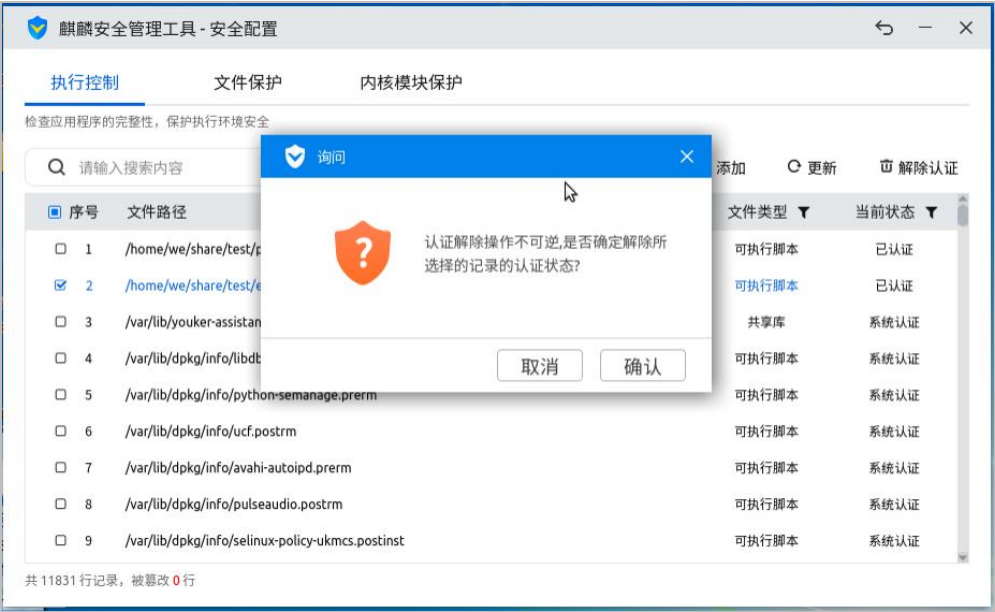 麒麟安全管理工具 - 安全配置
执行控制 文件保护 内核模块保护
检查应用程序的完整性，保护执行环境安全
请输入搜索内容 添加 更新 解除认证
询问
认证解除操作不可逆,是否确定解除所
选择的记录的认证状态?
取消 确认
序号 文件路径 文件类型 当前状态
1 /home/we/share/test/ 可执行脚本 已认证
2 /home/we/share/test/ 可执行脚本 已认证
3 /var/lib/youker-assistan 共享库 系统认证
4 /var/lib/dpkg/info/libdb 可执行脚本 系统认证
5 /var/lib/dpkg/info/python-semanage.prerm 可执行脚本 系统认证
6 /var/lib/dpkg/info/ucf.postrm 可执行脚本 系统认证
7 /var/lib/dpkg/info/avahi-autoipd.prerm 可执行脚本 系统认证
8 /var/lib/dpkg/info/pulseaudio.postrm 可执行脚本 系统认证
9 /var/lib/dpkg/info/selinux-policy-ukmcs.postinst 可执行脚本 系统认证
共 11831 行记录，被篡改 0 行